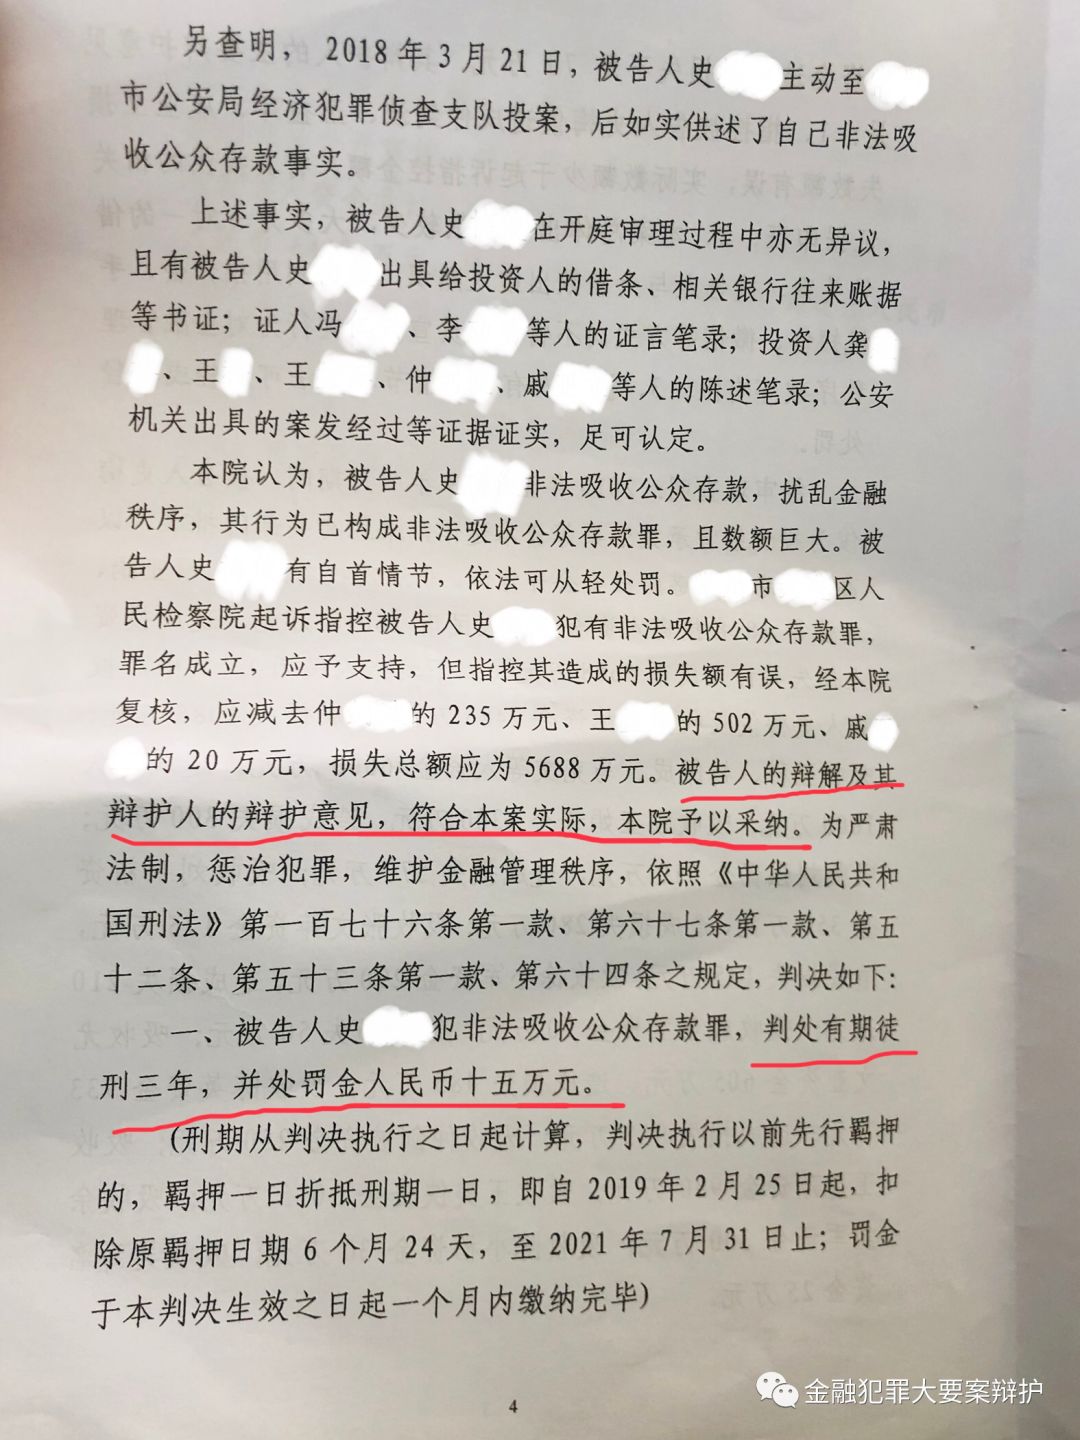 另查明，2018年3月21日，被告人史 主动至
市公安局经济犯罪侦查支队投案，后如实供述了自己非法吸
收公众存款事实。
上述事实，被告人史 在开庭审理过程中亦无异议，
且有被告人史 出具给投资人的借条、相关银行往来账据
等书证；证人冯 、李 等人的证言笔录；投资人龚
、王 、王 、仲 、戚 等人的陈述笔录；公安
机关出具的案发经过等证据证实，足可认定。
本院认为，被告人史 非法吸收公众存款，扰乱金融
秩序，其行为已构成非法吸收公众存款罪，且数额巨大。被
告人史 有自首情节，依法可从轻处罚。 市 区人
民检察院起诉指控被告人史 犯有非法吸收公众存款罪，
罪名成立，应予支持，但指控其造成的损失额有误，经本院
复核，应减去仲 的235万元、王 的502万元、戚
的20万元，损失总额应为5688万元。被告人的辩解及其
辩护人的辩护意见，符合本案实际，本院予以采纳。为严肃
法制，惩治犯罪，维护金融管理秩序，依照《中华人民共和
国刑法》第一百七十六条第一款、第六十七条第一款、第五
十二条、第五十三条第一款、第六十四条之规定，判决如下：
一、被告人史 犯非法吸收公众存款罪，判处有期徒
刑三年，并处罚金人民币十五万元。
(刑期从判决执行之日起计算，判决执行以前先行羁押
的，羁押一日折抵刑期一日，即自2019年2月25日起，扣
除原羁押日期6个月24天，至2021年7月31日止；罚金
于本判决生效之日起一个月内缴纳完毕)
4
金融犯罪大要案辩护